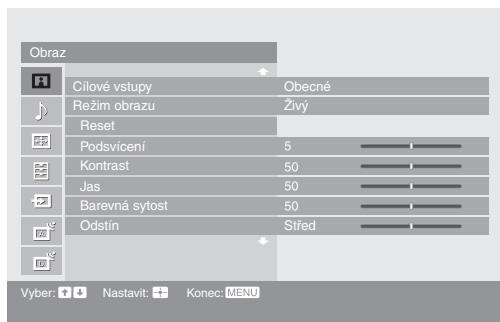 Obraz
Cílové vstupy Obecné
Režim obrazu Živý
Reset
Podsvícení 5
Kontrast 50
Jas 50
Barevná sytost 50
Odstín Střed
Vyber: Nastavit: Konec: MENU